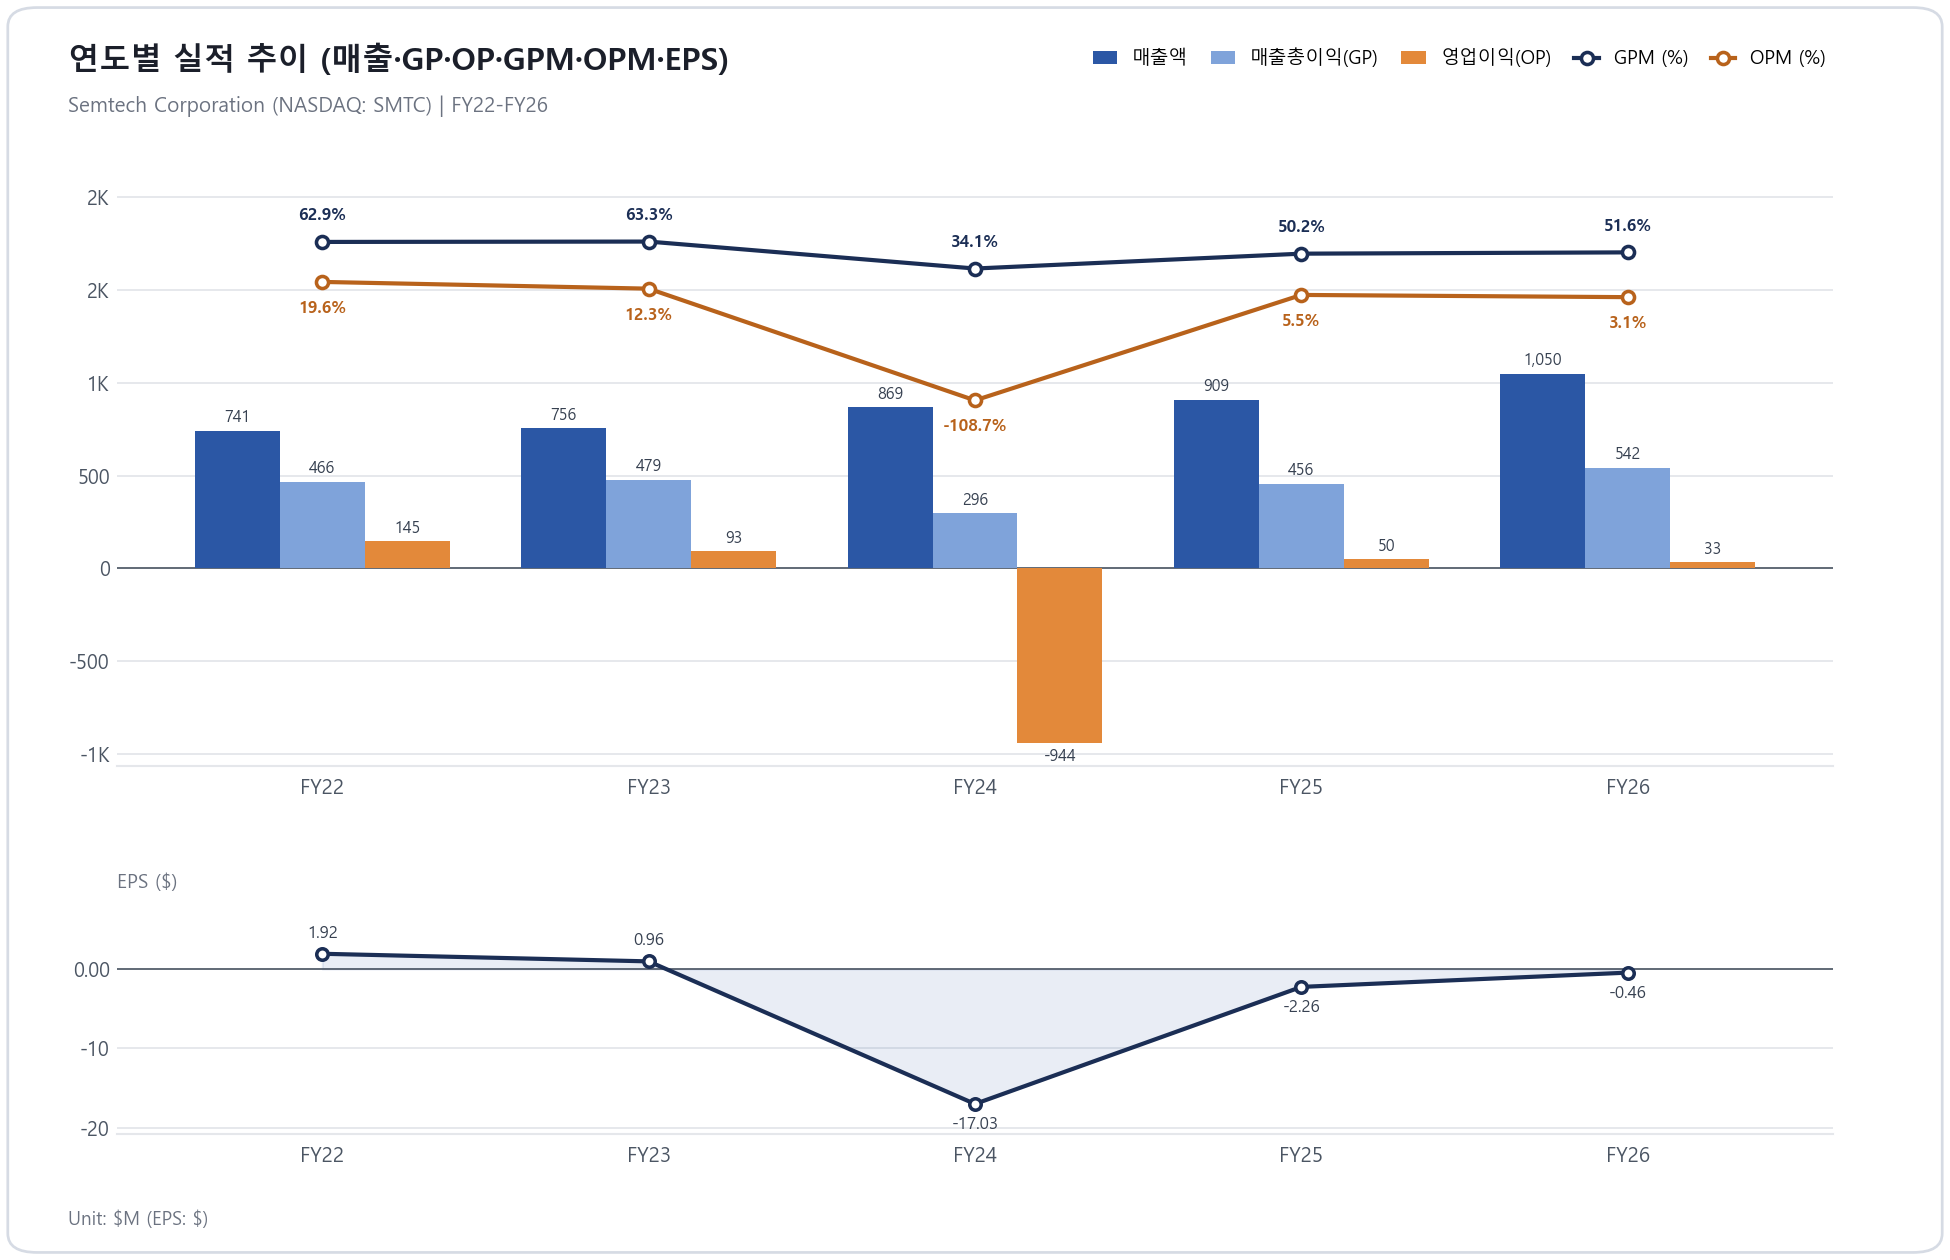 연도별 실적 추이 (매출·GP·OP·GPM·OPM·EPS)
매출액 매출총이익(GP) 영업이익(OP) GPM (%) OPM (%)
Semtech Corporation (NASDAQ: SMTC) | FY22-FY26
2K
62.9% 63.3% 34.1% 50.2% 51.6%
2K
19.6% 12.3% -108.7% 5.5% 3.1%
1K
741 466 145
756 479 93
869 296 -944
909 456 50
1,050 542 33
500
0
-500
-1K
FY22 FY23 FY24 FY25 FY26
EPS ($)
1.92 0.96 -17.03 -2.26 -0.46
0.00
-10
-20
FY22 FY23 FY24 FY25 FY26
Unit: $M (EPS: $)